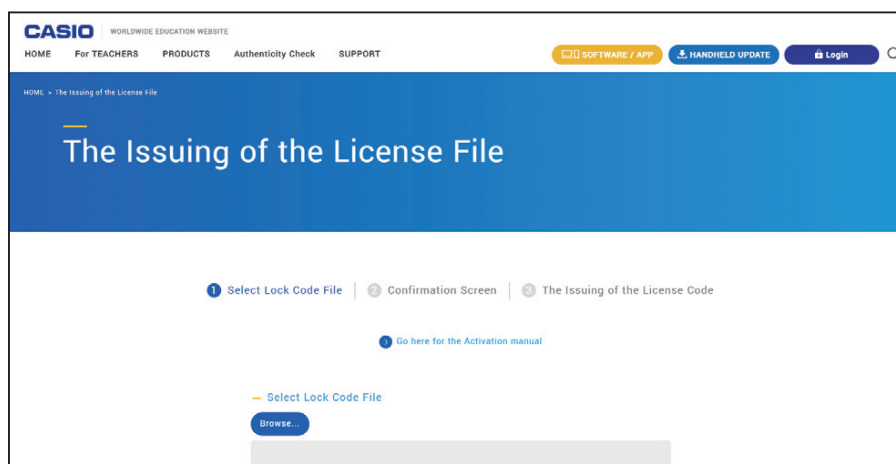 CASIO WORLDWIDE EDUCATION WEBSITE
HOME For TEACHERS PRODUCTS Authenticity Check SUPPORT SOFTWARE / APP HANDHELD UPDATE Login
HOME > The Issuing of the License File
The Issuing of the License File
1 Select Lock Code File 2 Confirmation Screen 3 The Issuing of the License Code
Go here for the Activation manual
Select Lock Code File
Browse...